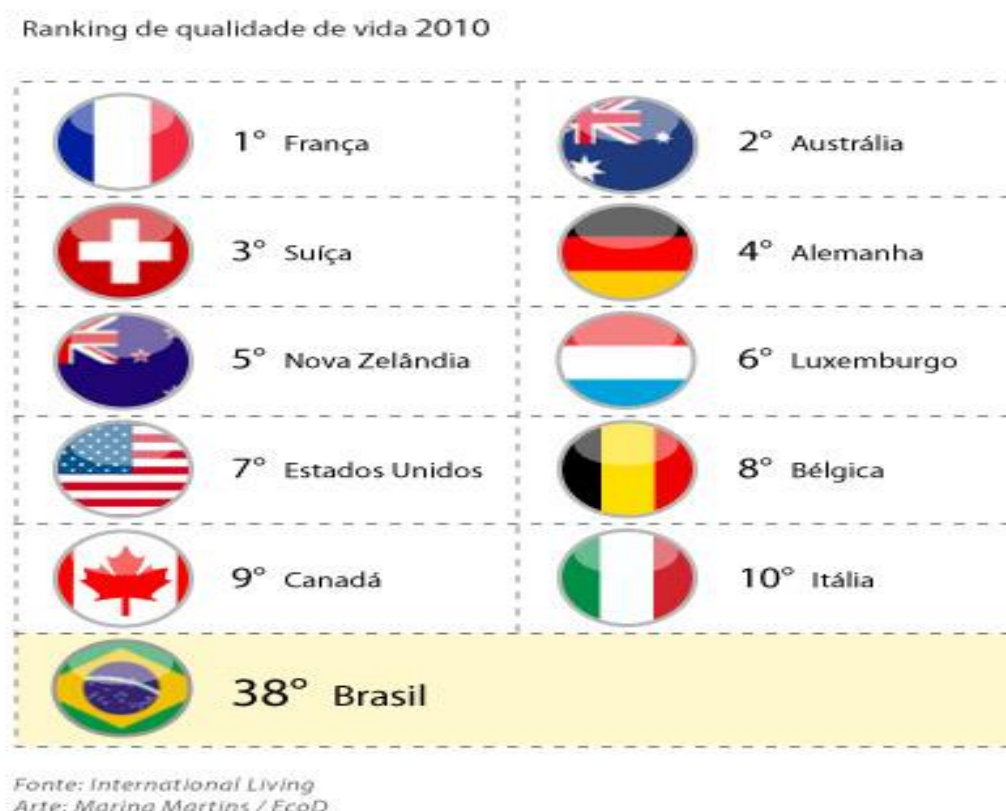 Ranking de qualidade de vida 2010
1° França
2° Austrália
3° Suíça
4° Alemanha
5° Nova Zelândia
6° Luxemburgo
7° Estados Unidos
8° Bélgica
9° Canadá
10° Itália
38° Brasil
Fonte: International Living
Arte: Marina Martins / EcoD